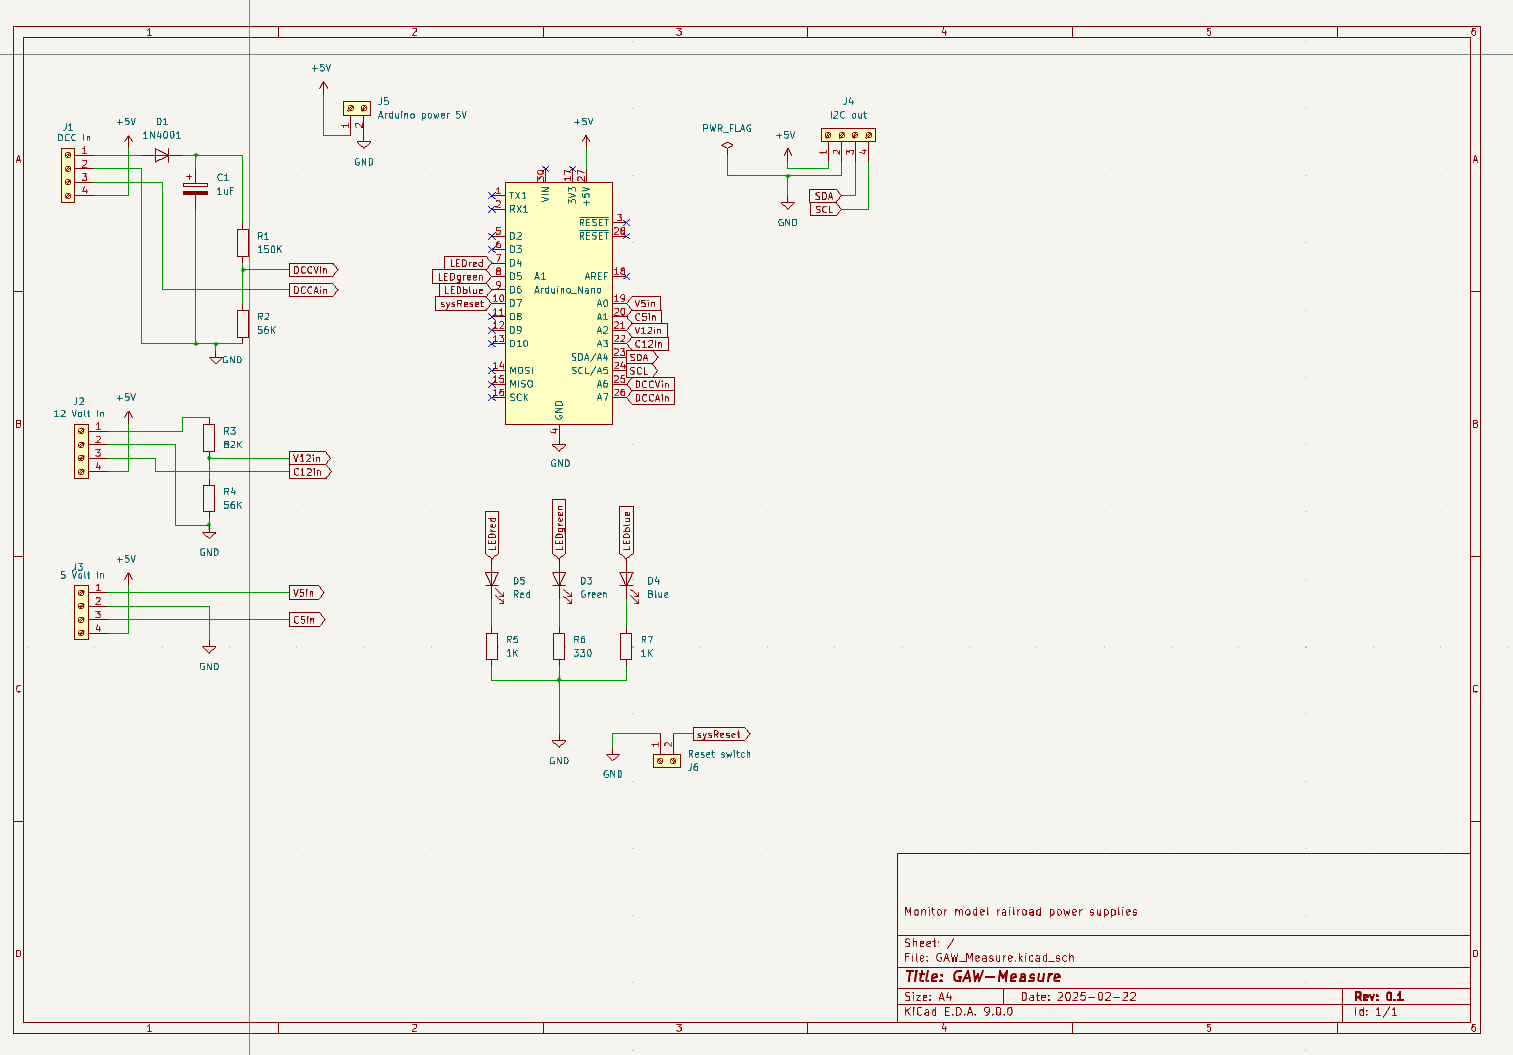 1 2 3 4 5 6
A
B
C
D
A
B
C
D
1 2 3 4 5 6
J1
DCC In
1
2
3
4
+5V
D1
1N4001
+
C1
1uF
R1
150K
DCCVin
DCCAin
R2
56K
GND
J2
12 Volt In
1
2
3
4
+5V
R3
82K
V12in
C12in
R4
56K
GND
J3
5 Volt In
1
2
3
4
+5V
V5in
C5in
GND
+5V
J5
Arduino power 5V
1 2
GND
+5V
30 17 27
VIN 3V3 +5V
1 TX1
2 RX1
5 D2
6 D3
LEDred 7 D4
LEDgreen 8 D5
LEDblue 9 D6
sysReset 10 D7
11 D8
12 D9
13 D10
14 MOSI
15 MISO
16 SCK
A1
Arduino_Nano
RESET 3
RESET 28
AREF 18
A0 19 V5in
A1 20 C5in
A2 21 V12in
A3 22 C12in
SDA/A4 23 SDA
SCL/A5 24 SCL
A6 25 DCCVin
A7 26 DCCAin
GND
4
GND
PWR_FLAG
+5V
J4
I2C out
1 2 3 4
SDA
SCL
GND
LEDred LEDgreen LEDblue
D5
Red
D3
Green
D4
Blue
R5
1K
R6
330
R7
1K
GND
GND
1 2
sysReset
Reset switch
J6
Monitor model railroad power supplies
Sheet: /
File: GAW_Measure.kicad_sch
Title: GAW-Measure
Size: A4 Date: 2025-02-22 Rev: 0.1
KiCad E.D.A. 9.0.0 Id: 1/1